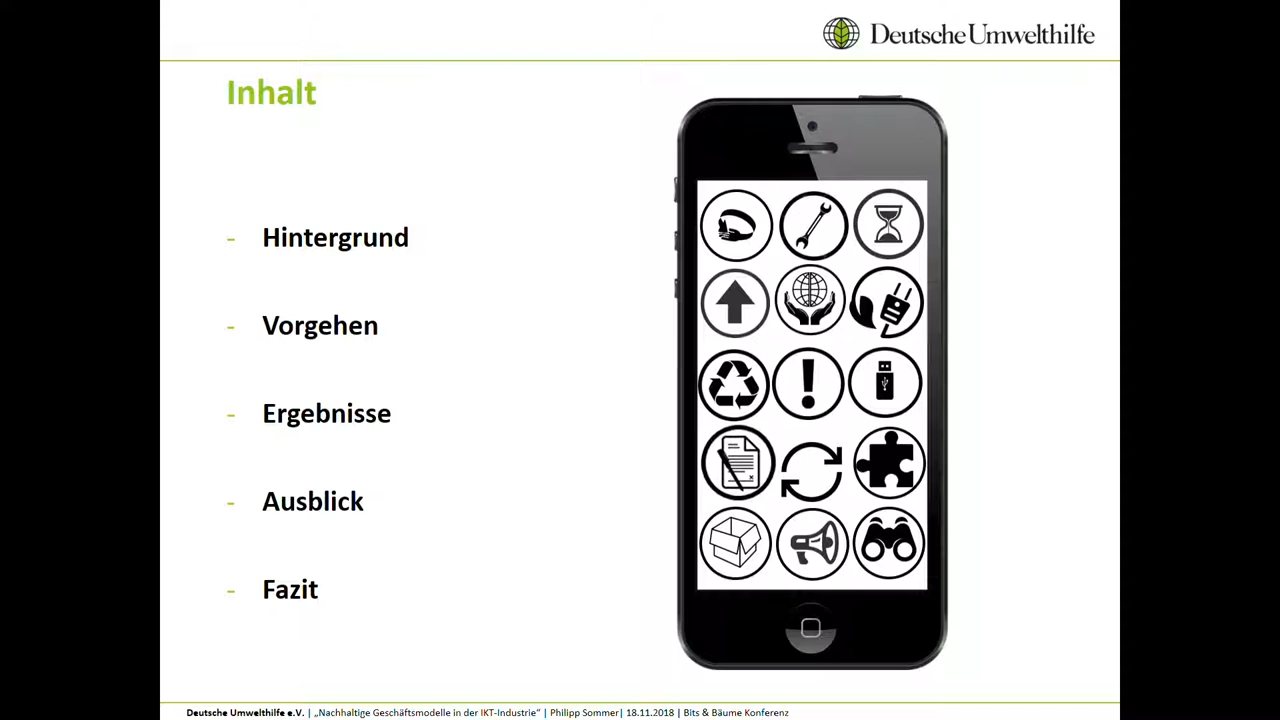 Deutsche Umwelthilfe
Inhalt
- Hintergrund
- Vorgehen
- Ergebnisse
- Ausblick
- Fazit
Deutsche Umwelthilfe e.V. | „Nachhaltige Geschäftsmodelle in der IKT-Industrie“ | Philipp Sommer| 18.11.2018 | Bits & Bäume Konferenz